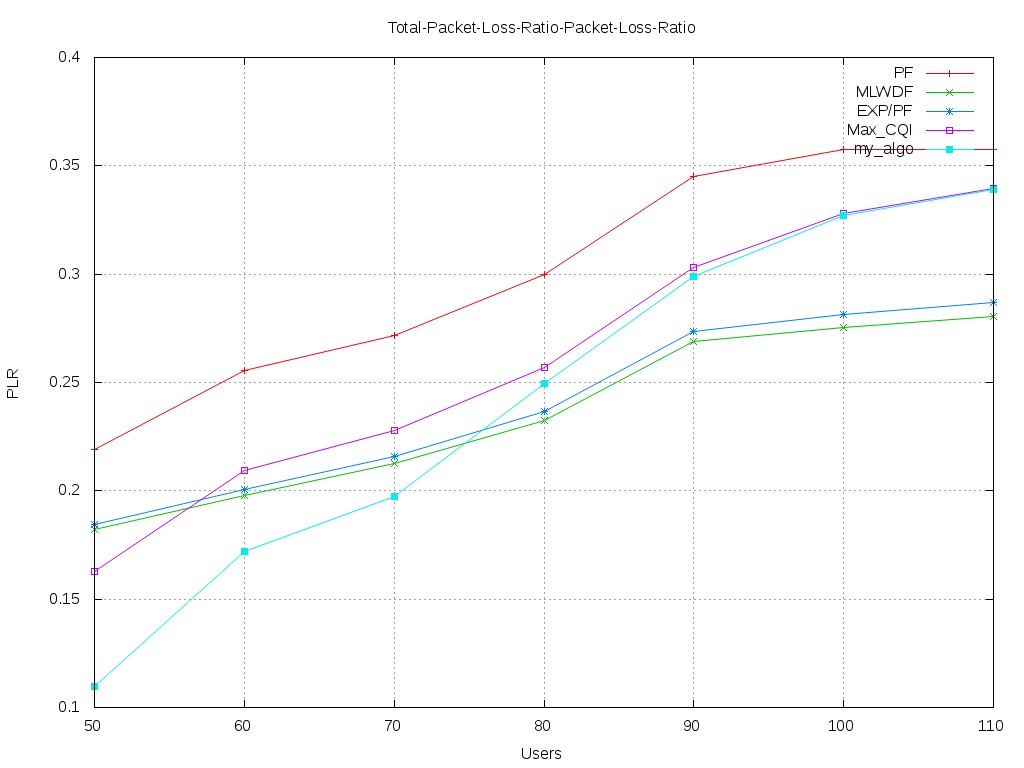 Total-Packet-Loss-Ratio-Packet-Loss-Ratio
0.4
PF
MLWDF
EXP/PF
Max_CQI
my_algo
0.35
0.3
0.25
PLR
0.2
0.15
0.1
50 60 70 80 90 100 110
Users